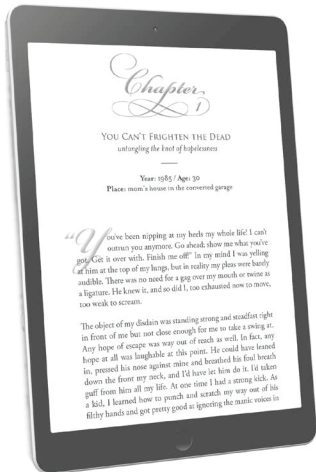 Chapter
1
YOU CAN'T FRIGHTEN THE DEAD
untangling the knot of hopelessness
Year: 1985 / Age: 30
Place: mom's house in the converted garage
"You've been nipping at my heels my whole life! I can't
outrun you anymore. Go ahead; show me what you've
got. Get it over with. Finish me off!" in my mind I was yelling
at him at the top of my lungs, but in reality my pleas were barely
audible. There was no need for a gag over my mouth or twine as
a ligature. He knew it, and so did I, too exhausted now to move,
too weak to scream.
The object of my disdain was standing strong and steadfast right
in front of me but not close enough for me to take a swing at.
Any hope of escape was way out of reach as well. In fact, any
hope at all was laughable at this point. He could have leaned
in, pressed his nose against mine and breathed his foul breath
down the front my neck, and I'd have let him do it. I'd taken
guff from him all my life. At one time I had a strong kick. As
a kid, I learned how to punch and scratch my way out of his
filthy hands and got pretty good at ignoring the manic voices in